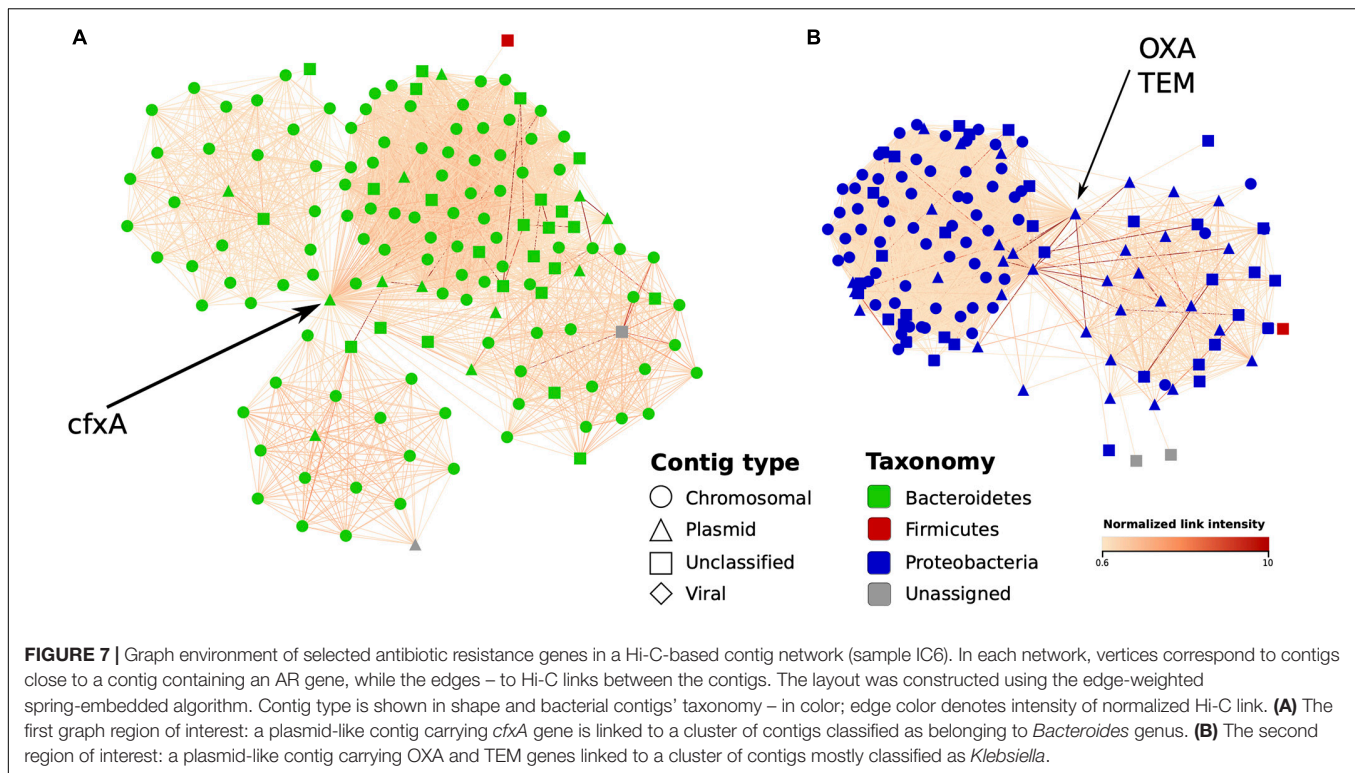 A
B
OXA
TEM
cfxA
Contig type
Chromosomal
Plasmid
Unclassified
Viral
Taxonomy
Bacteroidetes
Firmicutes
Proteobacteria
Unassigned
Normalized link intensity
0.6 10
FIGURE 7 | Graph environment of selected antibiotic resistance genes in a Hi-C-based contig network (sample IC6). In each network, vertices correspond to contigs
close to a contig containing an AR gene, while the edges – to Hi-C links between the contigs. The layout was constructed using the edge-weighted
spring-embedded algorithm. Contig type is shown in shape and bacterial contigs' taxonomy – in color; edge color denotes intensity of normalized Hi-C link. (A) The
first graph region of interest: a plasmid-like contig carrying cfxA gene is linked to a cluster of contigs classified as belonging to Bacteroides genus. (B) The second
region of interest: a plasmid-like contig carrying OXA and TEM genes linked to a cluster of contigs mostly classified as Klebsiella.